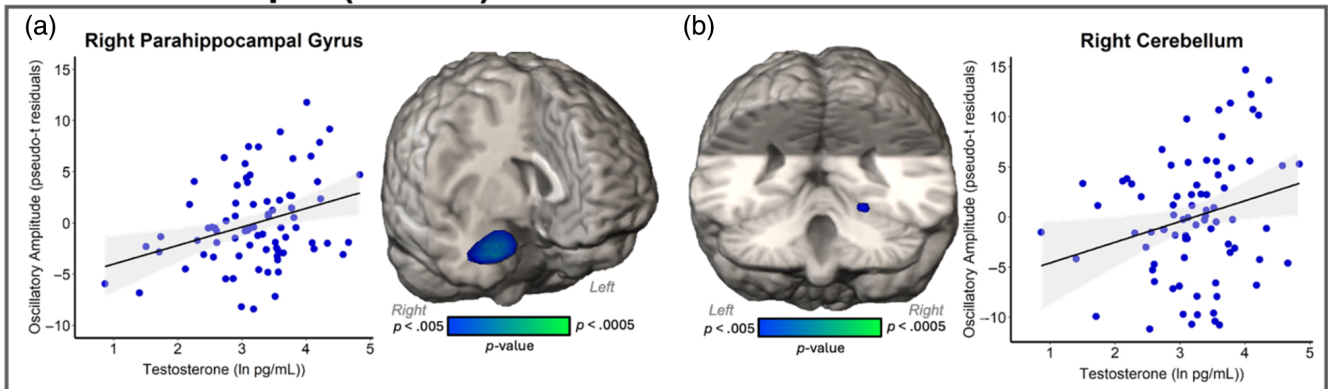 (a)
Right Parahippocampal Gyrus
Oscillatory Amplitude (pseudo-t residuals)
15
10
5
0
−5
−10
1 2 3 4 5
Testosterone (ln pg/mL))
Right
Left
p < .005
p < .0005
p-value
(b)
Left
Right
p < .005
p < .0005
p-value
Right Cerebellum
Oscillatory Amplitude (pseudo-t residuals)
15
10
5
0
−5
−10
1 2 3 4 5
Testosterone (ln pg/mL))